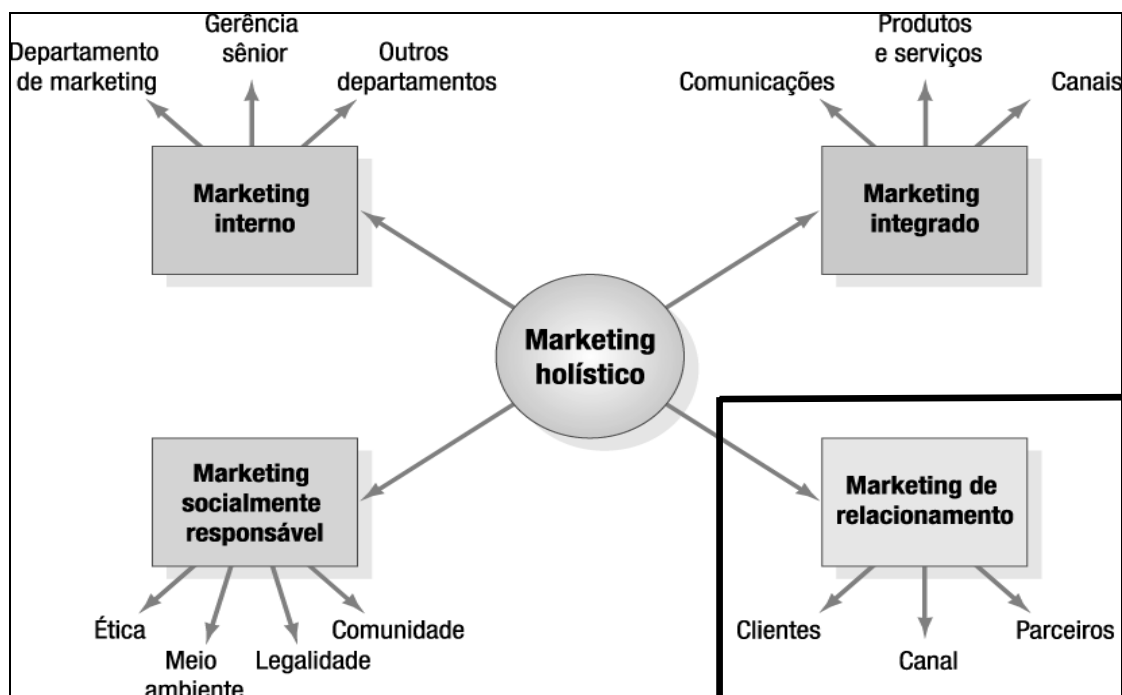 Departamento
de marketing
Gerência
sênior
Outros
departamentos
Marketing
interno
Comunicações
Produtos
e serviços
Canais
Marketing
integrado
Marketing
holístico
Marketing
socialmente
responsável
Ética
Meio
ambiente
Legalidade
Comunidade
Marketing de
relacionamento
Clientes
Canal
Parceiros